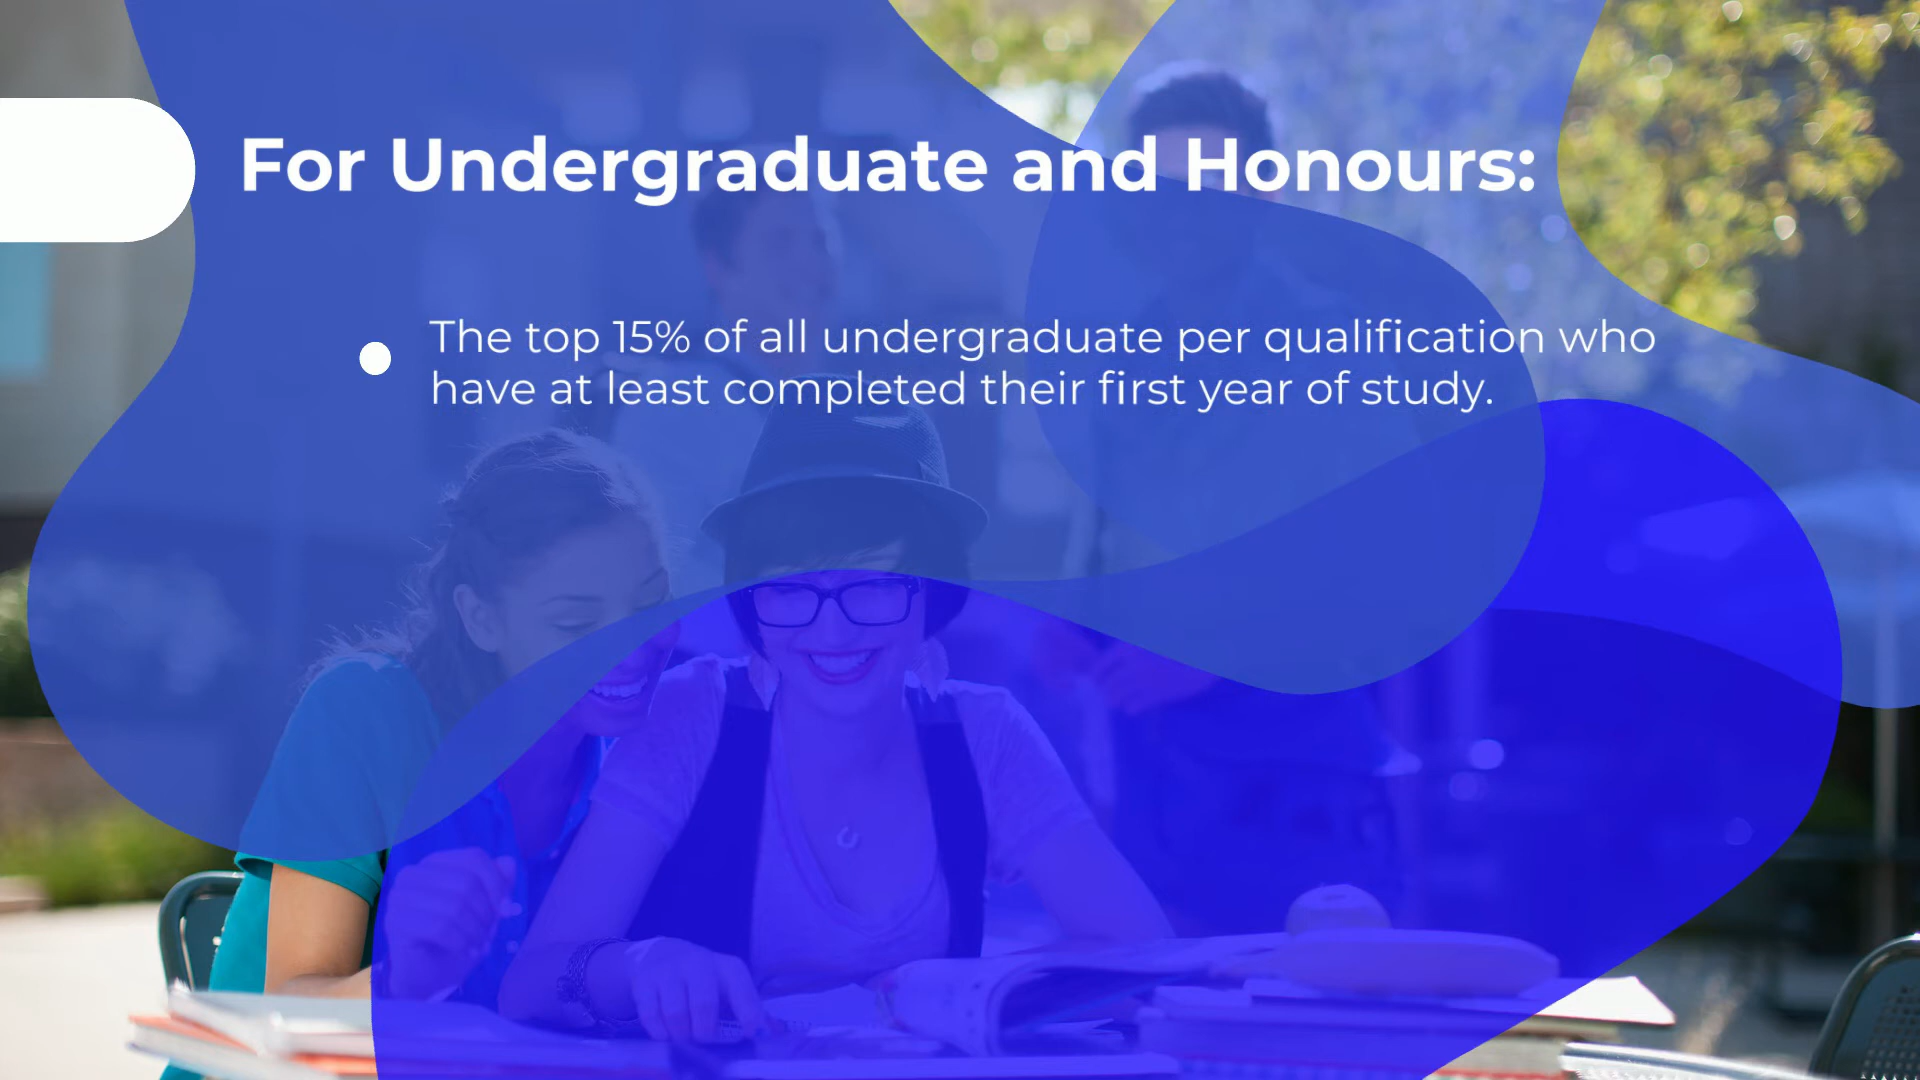 For Undergraduate and Honours:
The top 15% of all undergraduate per qualification who
have at least completed their first year of study.